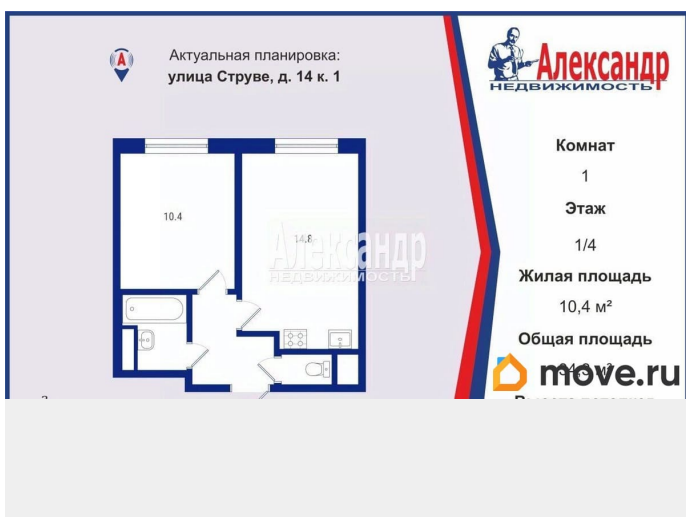 А
Актуальная планировка:
улица Струве, д. 14 к. 1
Александр
НЕДВИЖИМОСТЬ
Комнат
1
Этаж
1/4
Жилая площадь
10,4 м²
Общая площадь
move.ru
10.4
14.8
Александр
НЕДВИЖИМОСТЬ